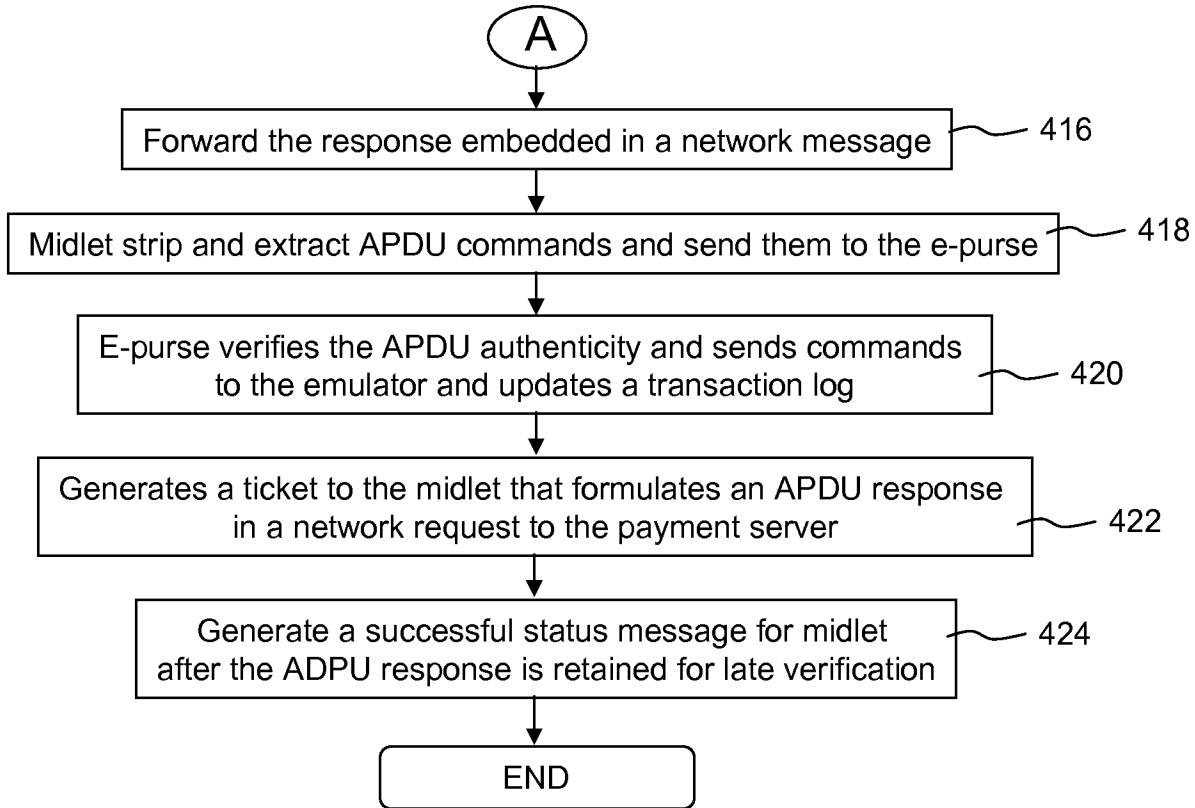 A
Forward the response embedded in a network message
416
Midlet strip and extract APDU commands and send them to the e-purse
418
E-purse verifies the APDU authenticity and sends commands
to the emulator and updates a transaction log
420
Generates a ticket to the midlet that formulates an APDU response
in a network request to the payment server
422
Generate a successful status message for midlet
after the ADPU response is retained for late verification
424
END